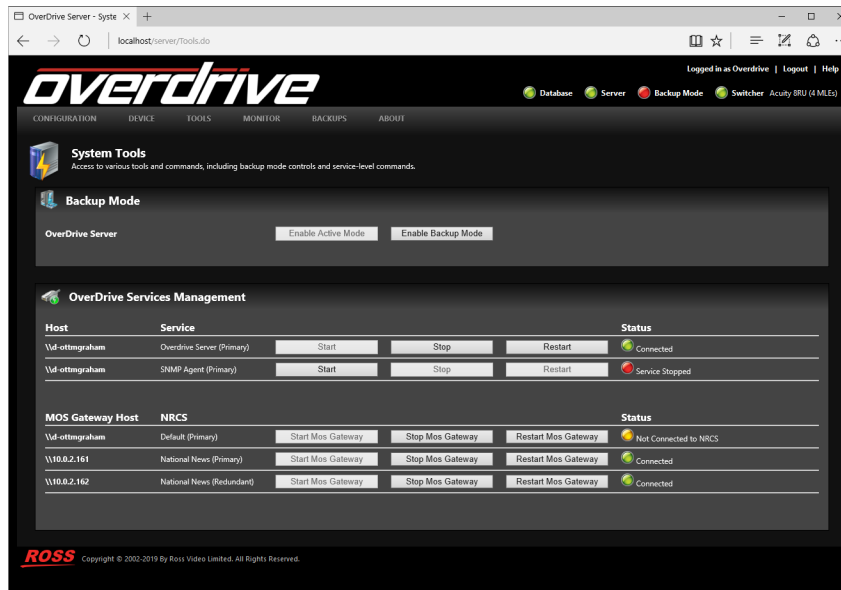 OverDrive Server - Syste
localhost/server/Tools.do
Logged in as Overdrive | Logout | Help
overdrive
Database Server Backup Mode Switcher Acuity 8RU (4 MLEs)
CONFIGURATION DEVICE TOOLS MONITOR BACKUPS ABOUT
System Tools
Access to various tools and commands, including backup mode controls and service-level commands.
Backup Mode
OverDrive Server Enable Active Mode Enable Backup Mode
OverDrive Services Management
Host Service Status
\\d-ottmgraham Overdrive Server (Primary) Start Stop Restart Connected
\\d-ottmgraham SNMP Agent (Primary) Start Stop Restart Service Stopped
MOS Gateway Host NRCS Status
\\d-ottmgraham Default (Primary) Start Mos Gateway Stop Mos Gateway Restart Mos Gateway Not Connected to NRCS
\\10.0.2.161 National News (Primary) Start Mos Gateway Stop Mos Gateway Restart Mos Gateway Connected
\\10.0.2.162 National News (Redundant) Start Mos Gateway Stop Mos Gateway Restart Mos Gateway Connected
ROSS Copyright © 2002-2019 By Ross Video Limited. All Rights Reserved.